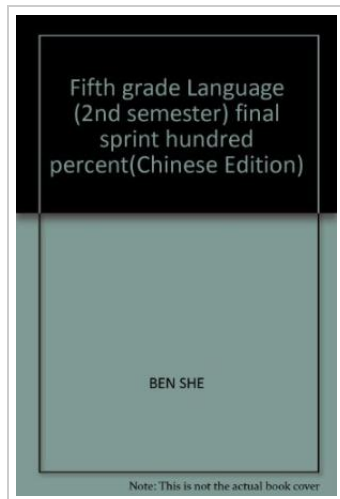 Fifth grade Language
(2nd semester) final
sprint hundred
percent(Chinese Edition)
BEN SHE
Note: This is not the actual book cover